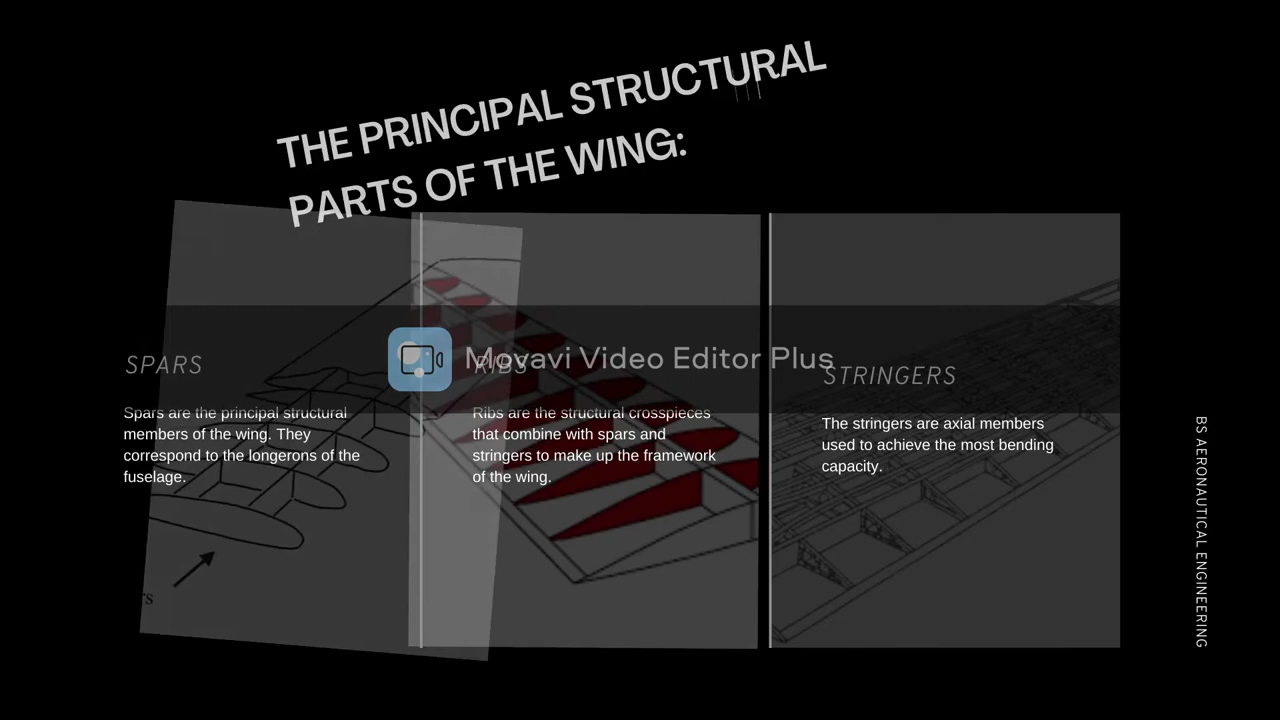 THE PRINCIPAL STRUCTURAL
PARTS OF THE WING:
SPARS
Spars are the principal structural
members of the wing. They
correspond to the longerons of the
fuselage.
RIBS
Ribs are the structural crosspieces
that combine with spars and
stringers to make up the framework
of the wing.
STRINGERS
The stringers are axial members
used to achieve the most bending
capacity.
Movavi Video Editor Plus
BS AERONAUTICAL ENGINEERING